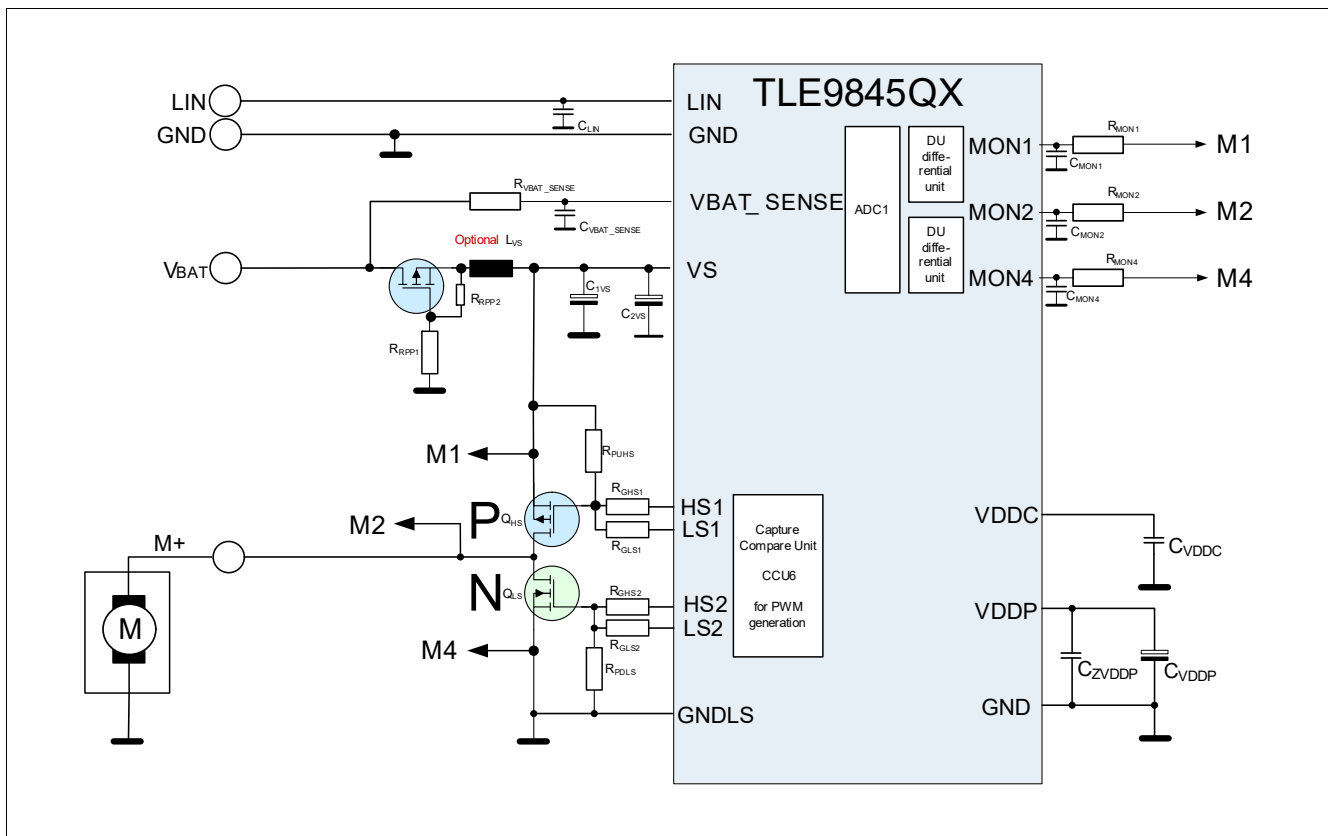 TLE9845QX
LIN
GND
CLIN
LIN
GND
RVBAT_SENSE
CVBAT_SENSE
VBAT_ SENSE
ADC1
DU
diffe-
rential
unit
DU
diffe-
rential
unit
MON1
MON2
MON4
RMON1
CMON1
M1
RMON2
CMON2
M2
RMON4
CMON4
M4
VBAT
Optional LVS
RRPP2
RRPP1
C1VS
C2VS
VS
M1
RPUHS
P
QHS
RGHS1
RGLS1
HS1
LS1
M2
M+
M
N
QLS
RGHS2
RGLS2
HS2
LS2
M4
RPDLS
GNDLS
Capture
Compare Unit
CCU6
for PWM
generation
VDDC
CVDDC
VDDP
CZVDDP
CVDDP
GND